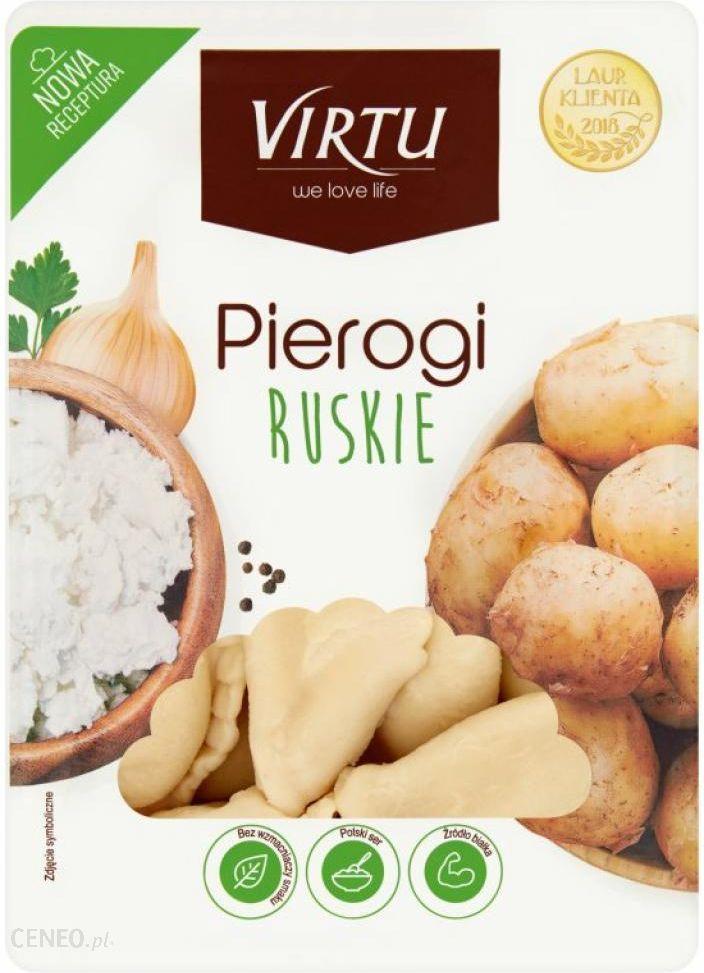 NOWA
RECEPTURA
VIRTU
we love life
LAUR
KLIENTA
2018
Pierogi
RUSKIE
Zdjęcie symboliczne
Bez wzmacniaczy smaku
Polski ser
Źródło białka
CENEO.pl